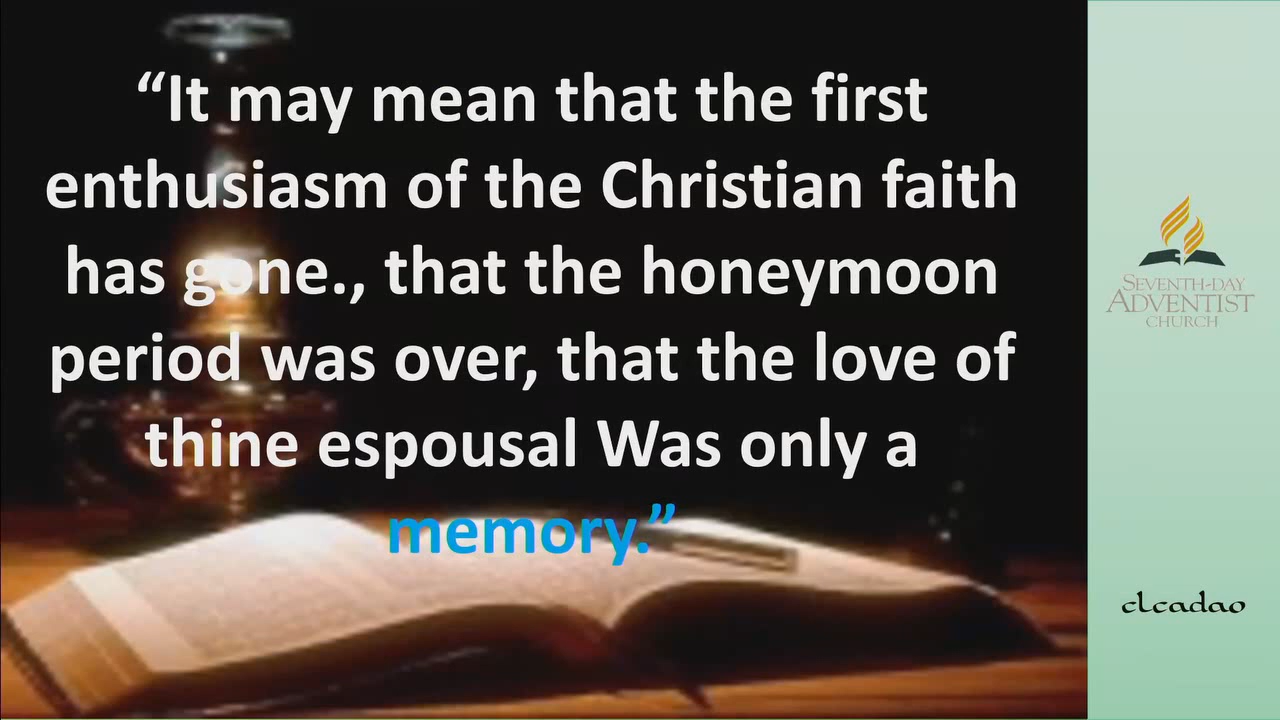 “It may mean that the first
enthusiasm of the Christian faith
has gone., that the honeymoon
period was over, that the love of
thine espousal Was only a
memory.”
SEVENTH-DAY
ADVENTIST
CHURCH
clcadao